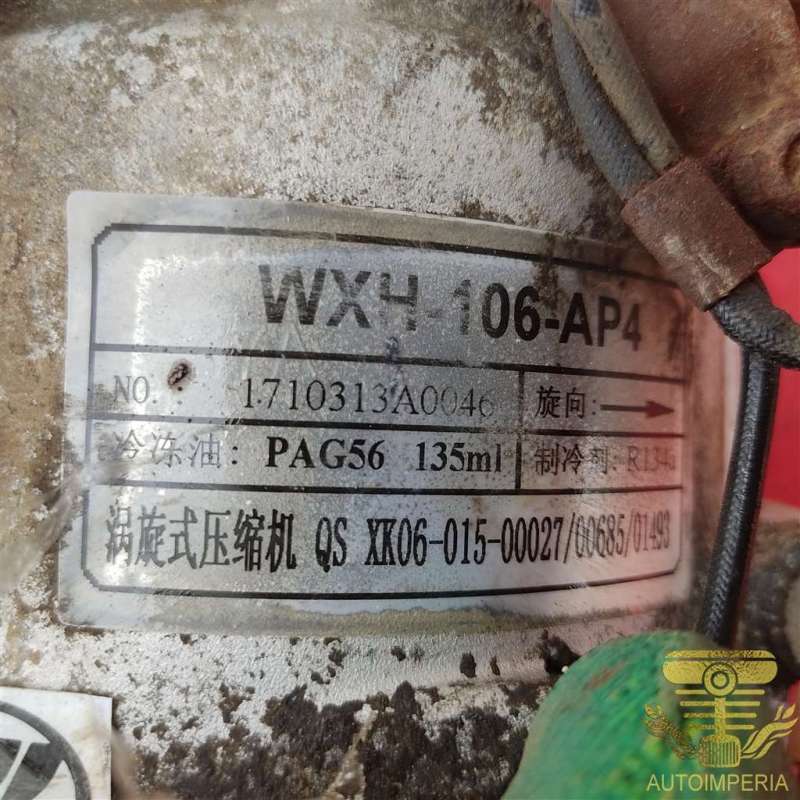 WXH-106-AP4
NO. 1710313A0046 旋向:
冷冻油: PAG56 135ml 制冷剂: R134a
涡旋式压缩机 QS XK06-015-00027/00685/01493
AUTOIMPERIA